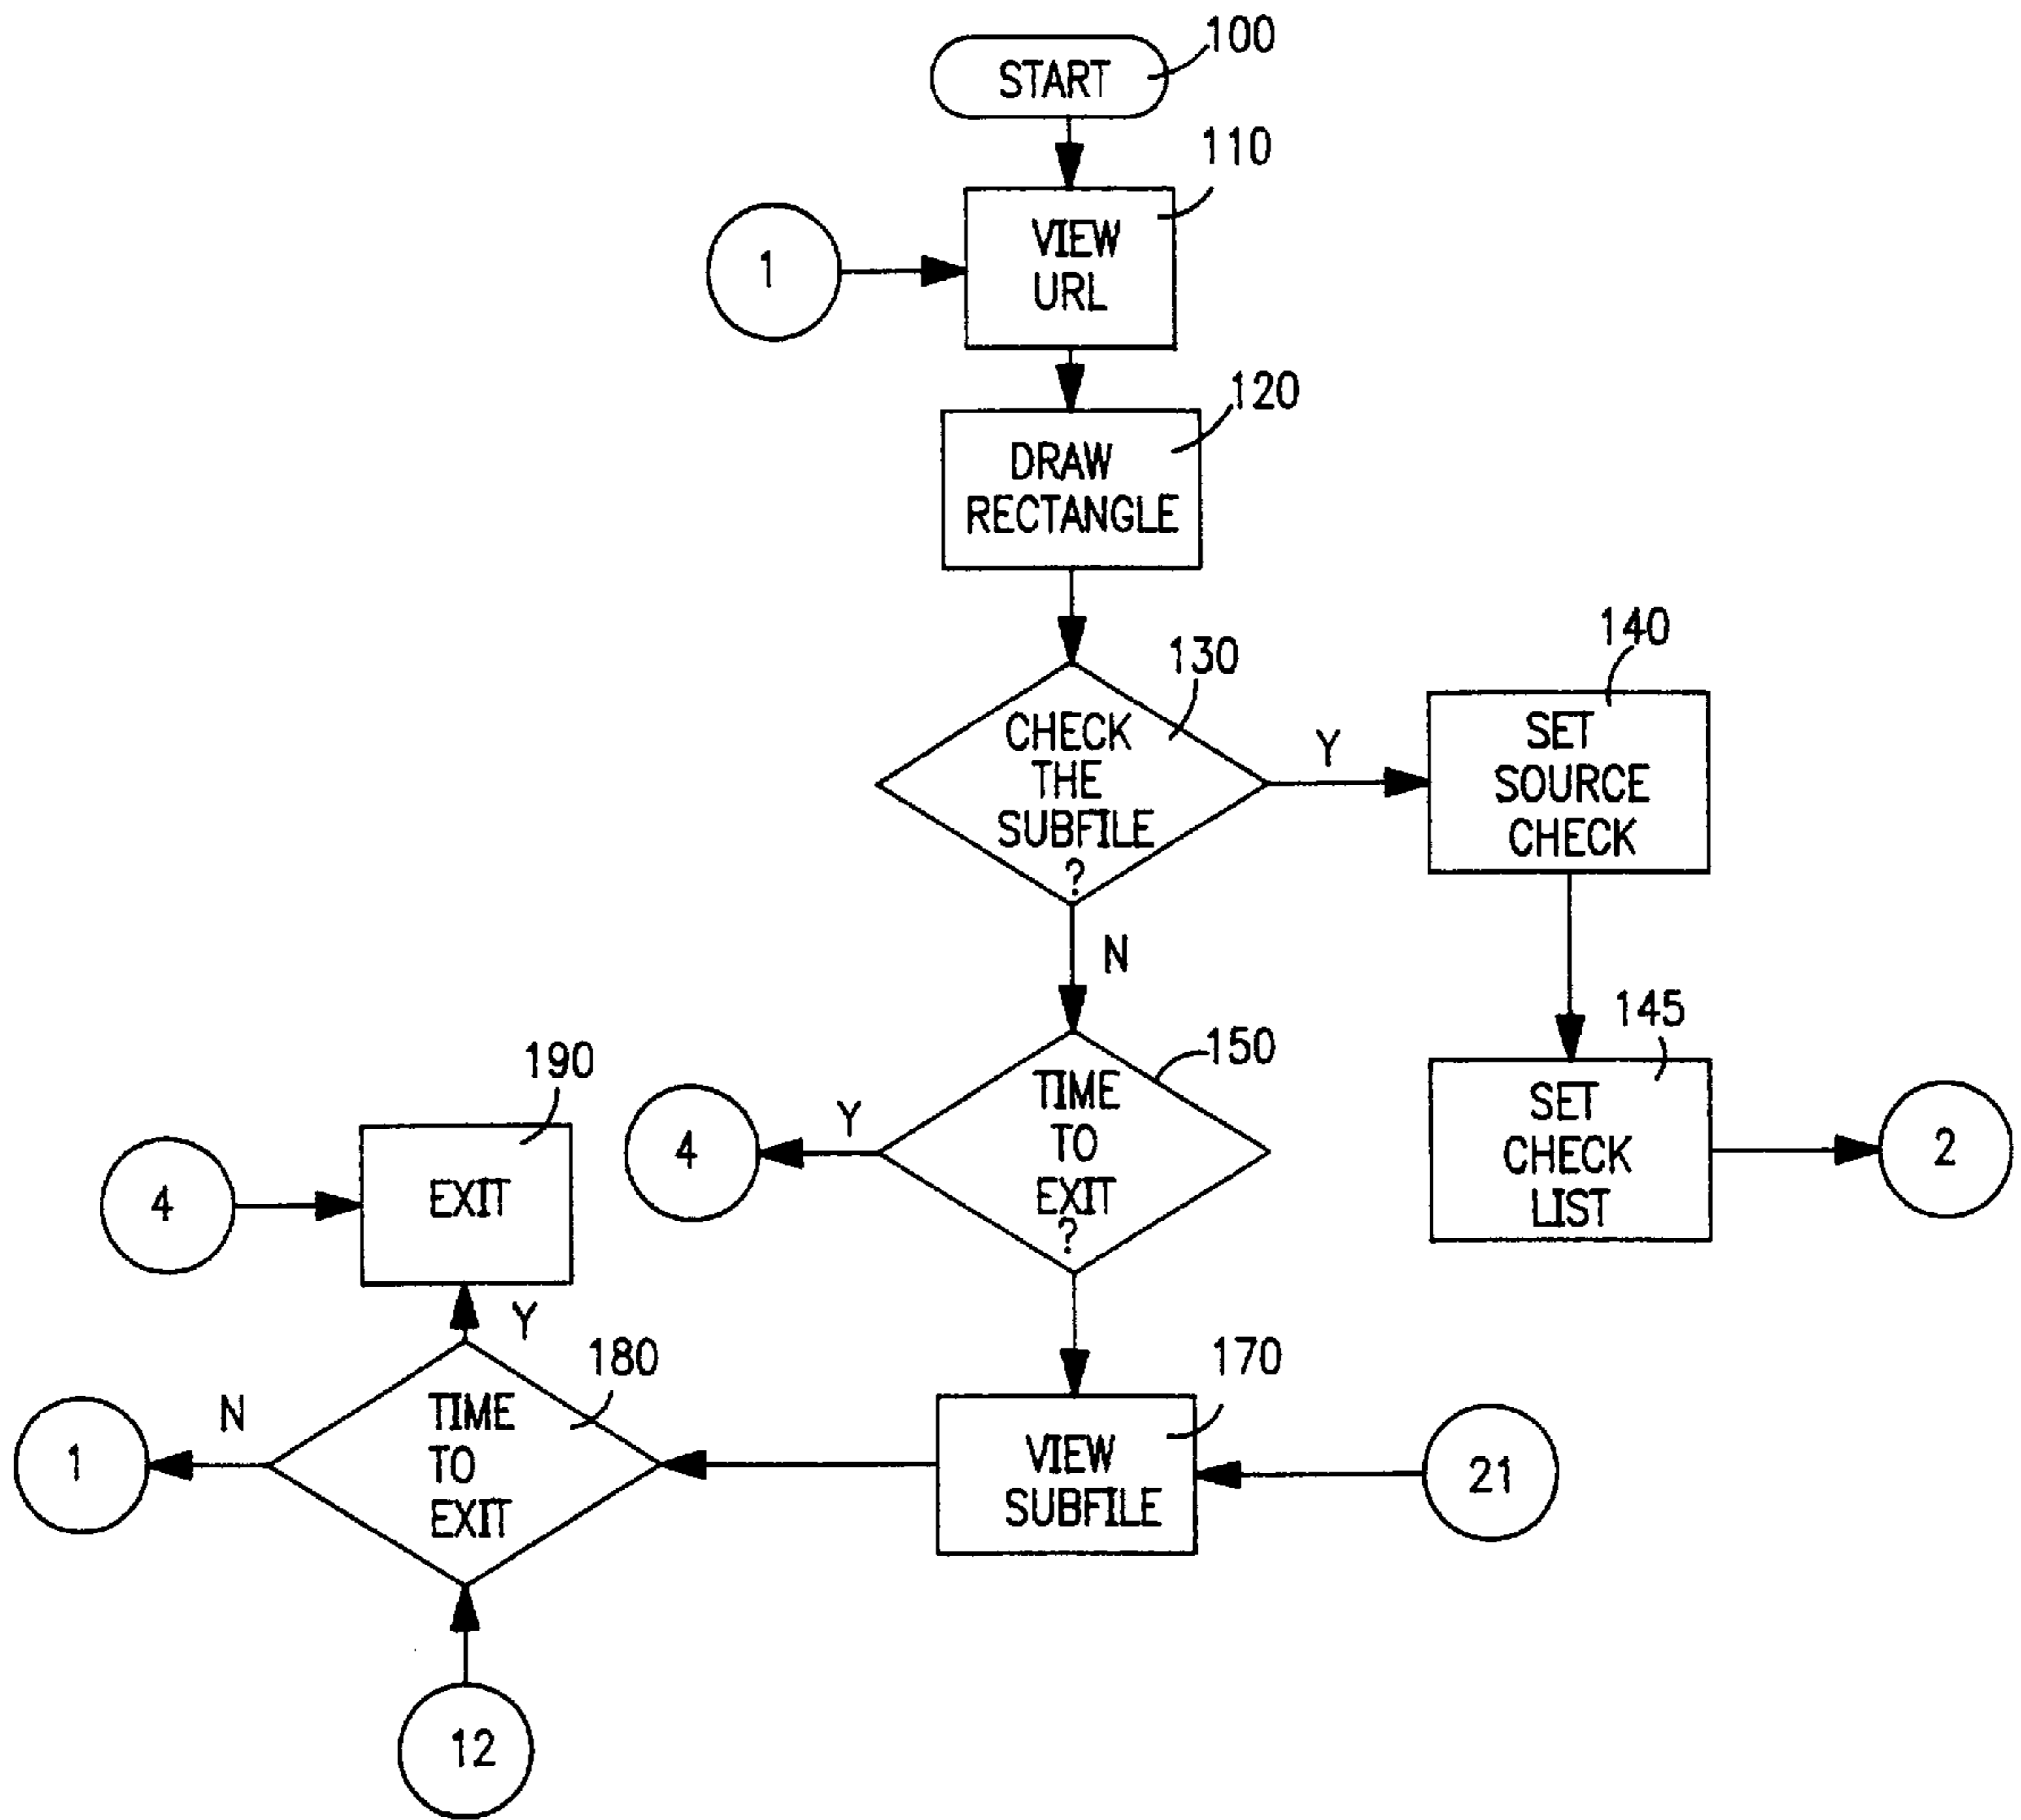 100
START
110
VIEW
URL
1
120
DRAW
RECTANGLE
130
CHECK
THE
SUBFILE
?
Y
140
SET
SOURCE
CHECK
N
145
SET
CHECK
LIST
2
150
TIME
TO
EXIT
?
Y
4
190
EXIT
4
Y
180
TIME
TO
EXIT
N
1
170
VIEW
SUBFILE
21
12